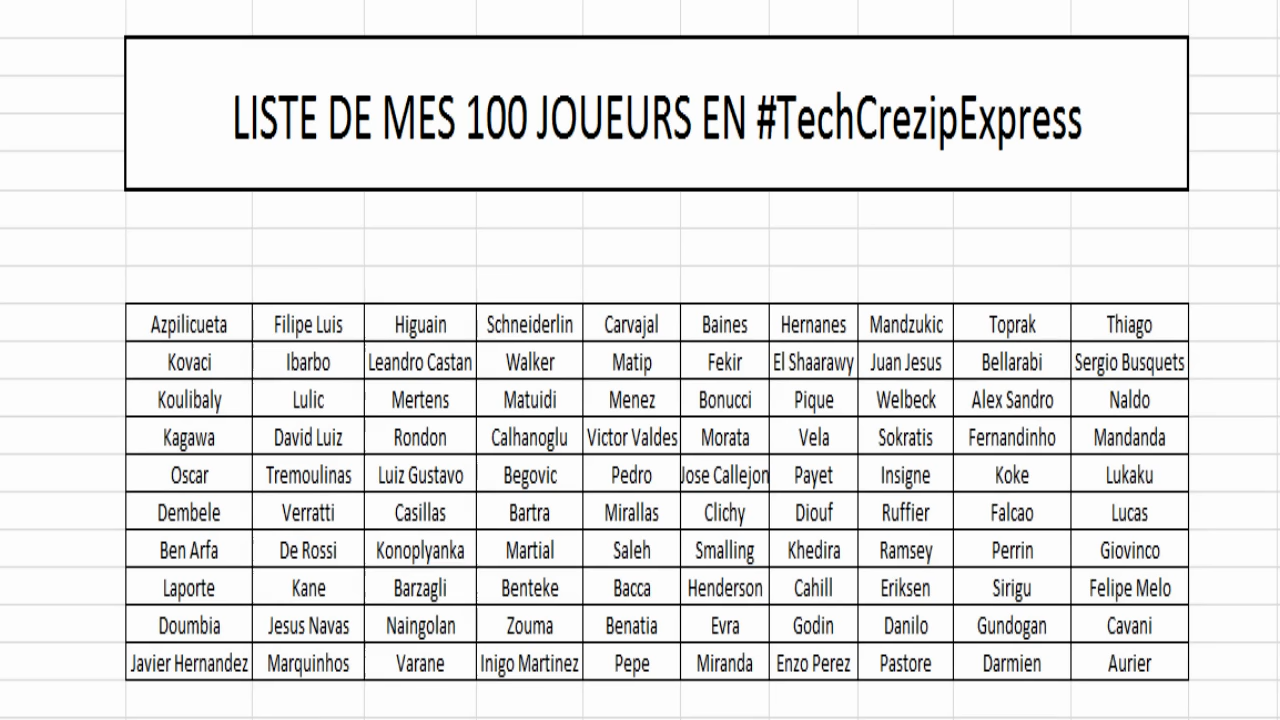 LISTE DE MES 100 JOUEURS EN #TechCrezipExpress
Azpilicueta Filipe Luis Higuain Schneiderlin Carvajal Baines Hernanes Mandzukic Toprak Thiago
Kovaci Ibarbo Leandro Castan Walker Matip Fekir El Shaarawy Juan Jesus Bellarabi Sergio Busquets
Koulibaly Lulic Mertens Matuidi Menez Bonucci Pique Welbeck Alex Sandro Naldo
Kagawa David Luiz Rondon Calhanoglu Victor Valdes Morata Vela Sokratis Fernandinho Mandanda
Oscar Tremoulinas Luiz Gustavo Begovic Pedro Jose Callejon Payet Insigne Koke Lukaku
Dembele Verratti Casillas Bartra Mirallas Clichy Diouf Ruffier Falcao Lucas
Ben Arfa De Rossi Konoplyanka Martial Saleh Smalling Khedira Ramsey Perrin Giovinco
Laporte Kane Barzagli Benteke Bacca Henderson Cahill Eriksen Sirigu Felipe Melo
Doumbia Jesus Navas Naingolan Zouma Benatia Evra Godin Danilo Gundogan Cavani
Javier Hernandez Marquinhos Varane Inigo Martinez Pepe Miranda Enzo Perez Pastore Darmien Aurier